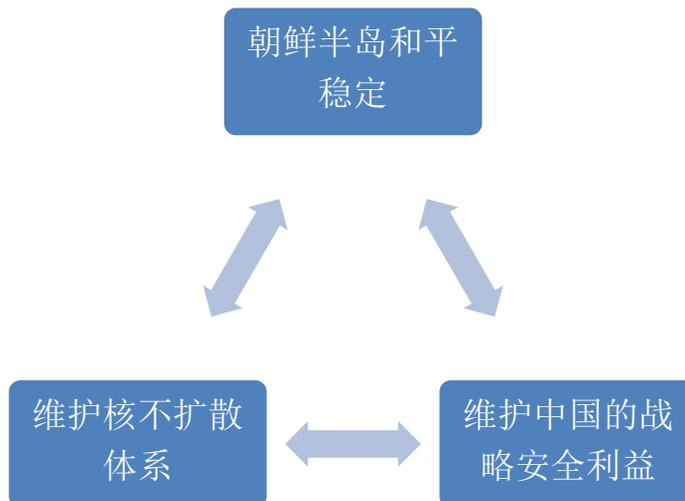 朝鲜半岛和平
稳定
维护核不扩散
体系
维护中国的战
略安全利益